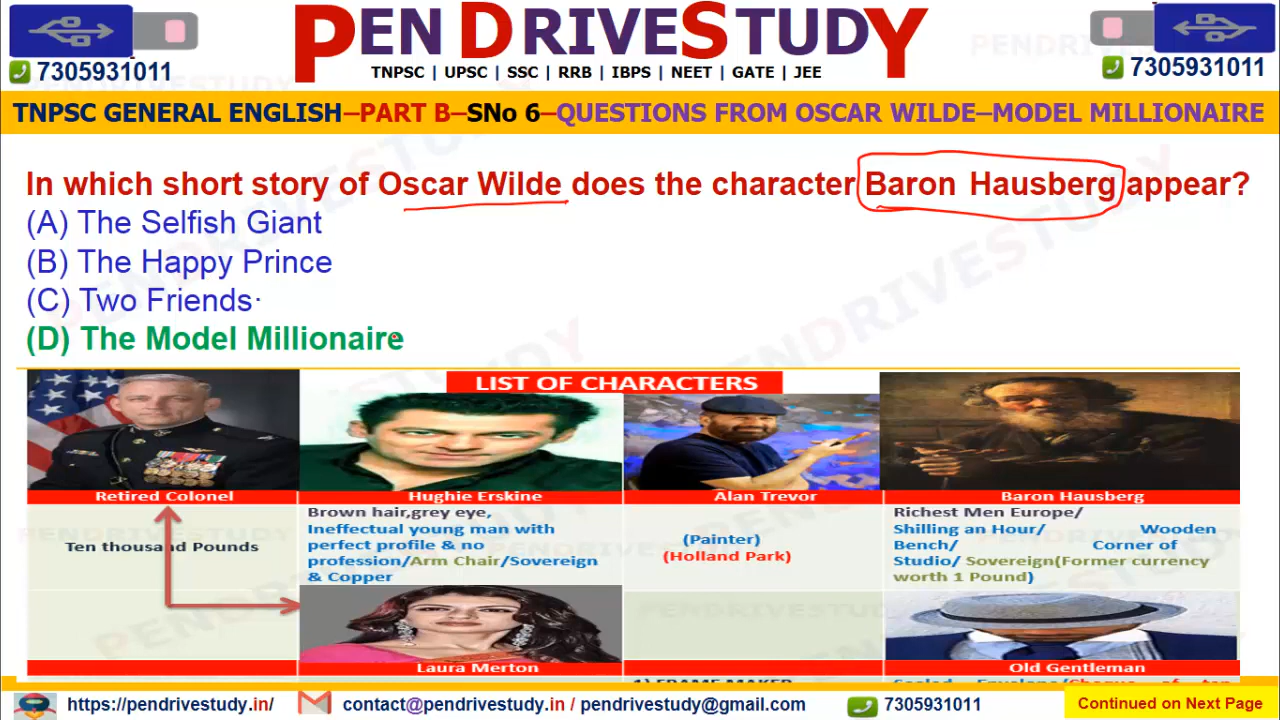 PENDRIVESTUDY
7305931011
TNPSC | UPSC | SSC | RRB | IBPS | NEET | GATE | JEE
7305931011
TNPSC GENERAL ENGLISH–PART B–SNo 6–QUESTIONS FROM OSCAR WILDE–MODEL MILLIONAIRE
In which short story of Oscar Wilde does the character Baron Hausberg appear?
(A) The Selfish Giant
(B) The Happy Prince
(C) Two Friends·
(D) The Model Millionaire
LIST OF CHARACTERS
Retired Colonel
Hughie Erskine
Alan Trevor
Baron Hausberg
Ten thousand Pounds
Brown hair,grey eye,
Ineffectual young man with
perfect profile & no
profession/Arm Chair/Sovereign
& Copper
(Painter)
(Holland Park)
Richest Men Europe/
Shilling an Hour/ Wooden
Bench/ Corner of
Studio/ Sovereign(Former currency
worth 1 Pound)
Laura Merton
Old Gentleman
1) FRAME MAKER
https://pendrivestudy.in/
contact@pendrivestudy.in / pendrivestudy@gmail.com
7305931011
Continued on Next Page